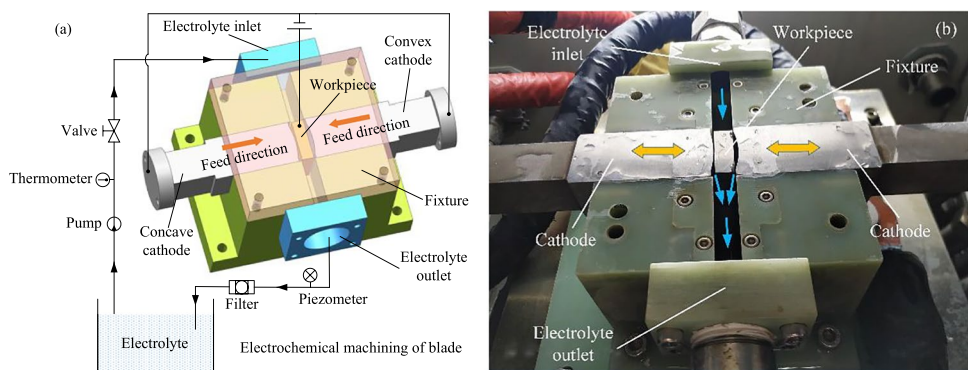 (a)
Electrolyte inlet
Convex
cathode
Workpiece
Valve
Feed direction
Feed direction
Thermometer
Pump
Concave
cathode
Fixture
Electrolyte
outlet
Filter
Piezometer
Electrolyte
Electrochemical machining of blade
(b)
Electrolyte
inlet
Workpiece
Fixture
Cathode
Cathode
Electrolyte
outlet